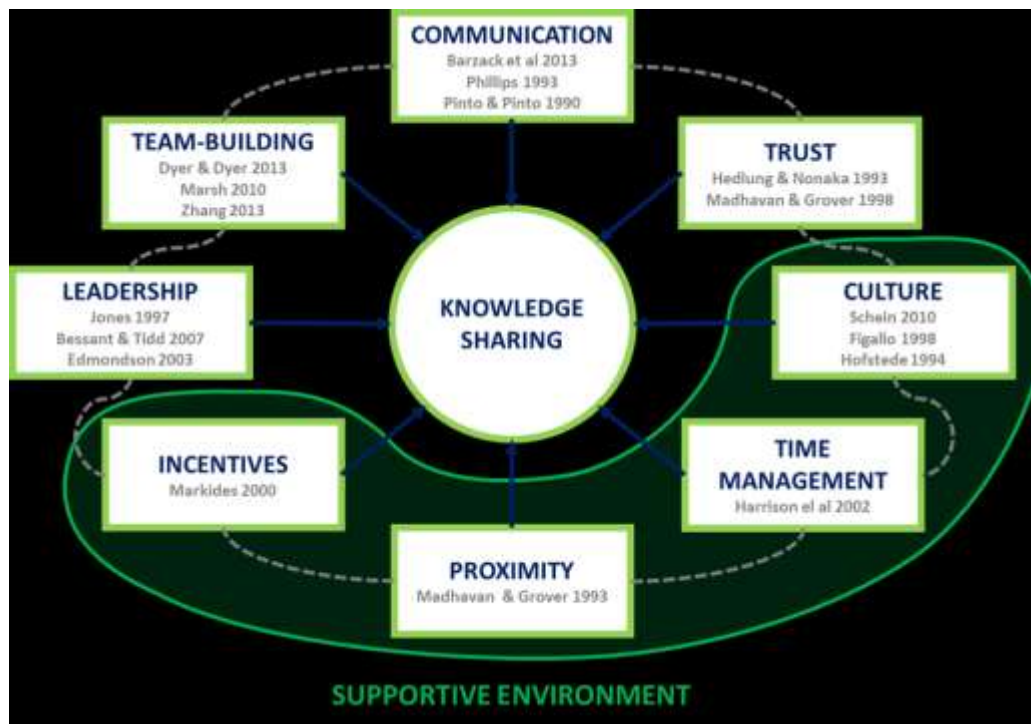 COMMUNICATION
Barzack et al 2013
Phillips 1993
Pinto & Pinto 1990
TEAM-BUILDING
Dyer & Dyer 2013
Marsh 2010
Zhang 2013
TRUST
Hedlung & Nonaka 1993
Madhavan & Grover 1998
LEADERSHIP
Jones 1997
Bessant & Tidd 2007
Edmondson 2003
KNOWLEDGE
SHARING
CULTURE
Schein 2010
Figallo 1998
Hofstede 1994
INCENTIVES
Markides 2000
TIME
MANAGEMENT
Harrison el al 2002
PROXIMITY
Madhavan & Grover 1993
SUPPORTIVE ENVIRONMENT